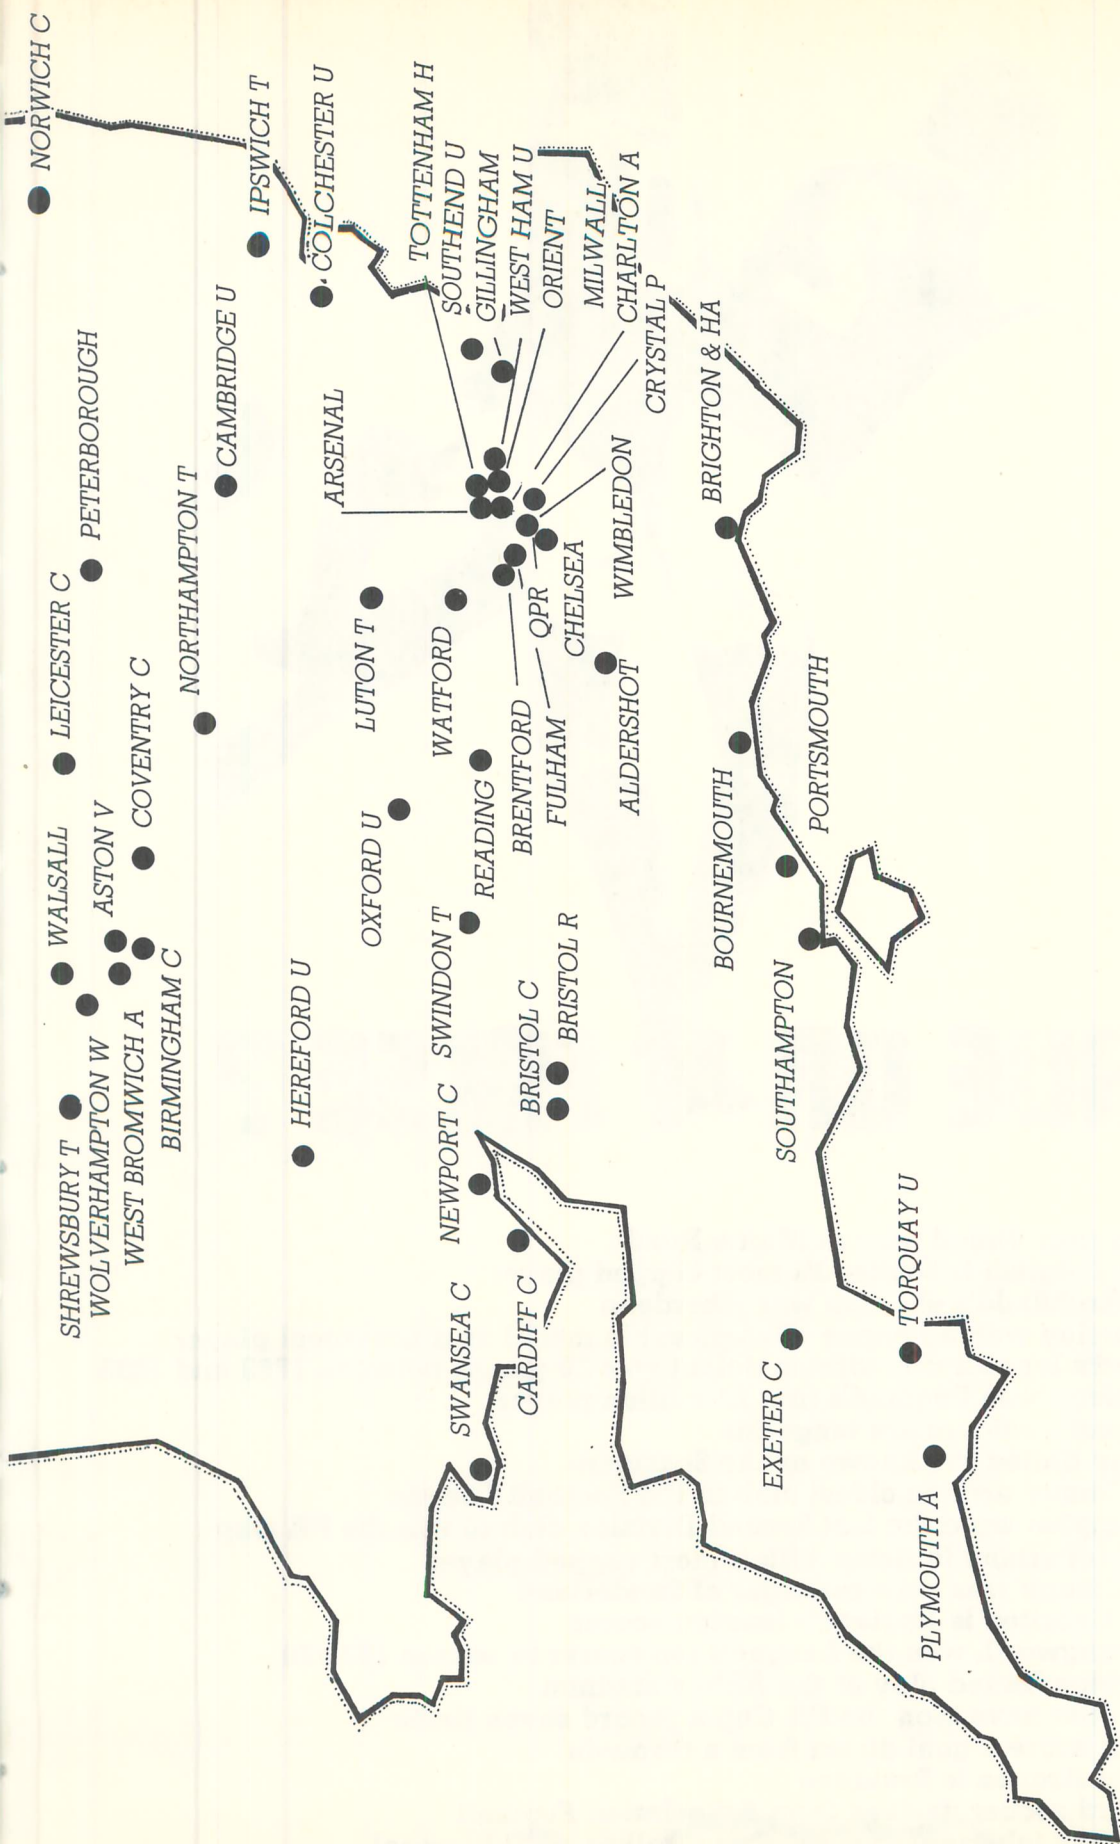 NORWICH C
IPSWICH T
COLCHESTER U
CAMBRIDGE U
PETERBOROUGH
NORTHAMPTON T
LEICESTER C
COVENTRY C
WALSALL
ASTON V
SHREWSBURY T
WOLVERHAMPTON W
WEST BROMWICH A
BIRMINGHAM C
HEREFORD U
TOTTENHAM H
SOUTHEND U
GILLINGHAM
WEST HAM U
ORIENT
MILWALL
CHARLTON A
CRYSTAL P
ARSENAL
LUTON T
WATFORD
OXFORD U
READING
QPR
CHELSEA
WIMBLEDON
BRENTFORD
FULHAM
ALDERSHOT
BRIGHTON & HA
SWINDON T
BRISTOL C
BRISTOL R
NEWPORT C
SWANSEA C
CARDIFF C
BOURNEMOUTH
PORTSMOUTH
SOUTHAMPTON
EXETER C
TORQUAY U
PLYMOUTH A